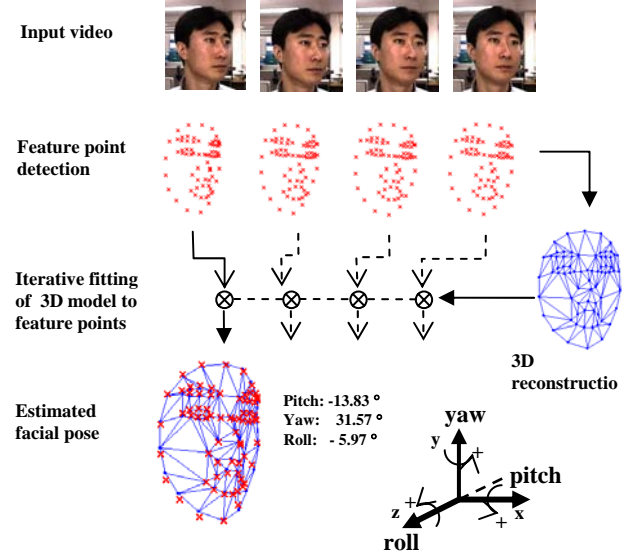 Input video
Feature point
detection
Iterative fitting
of 3D model to
feature points
3D
reconstructio
Estimated
facial pose
Pitch: -13.83 °
Yaw: 31.57 °
Roll: - 5.97 °
yaw
y
+
pitch
+
z
+
x
roll